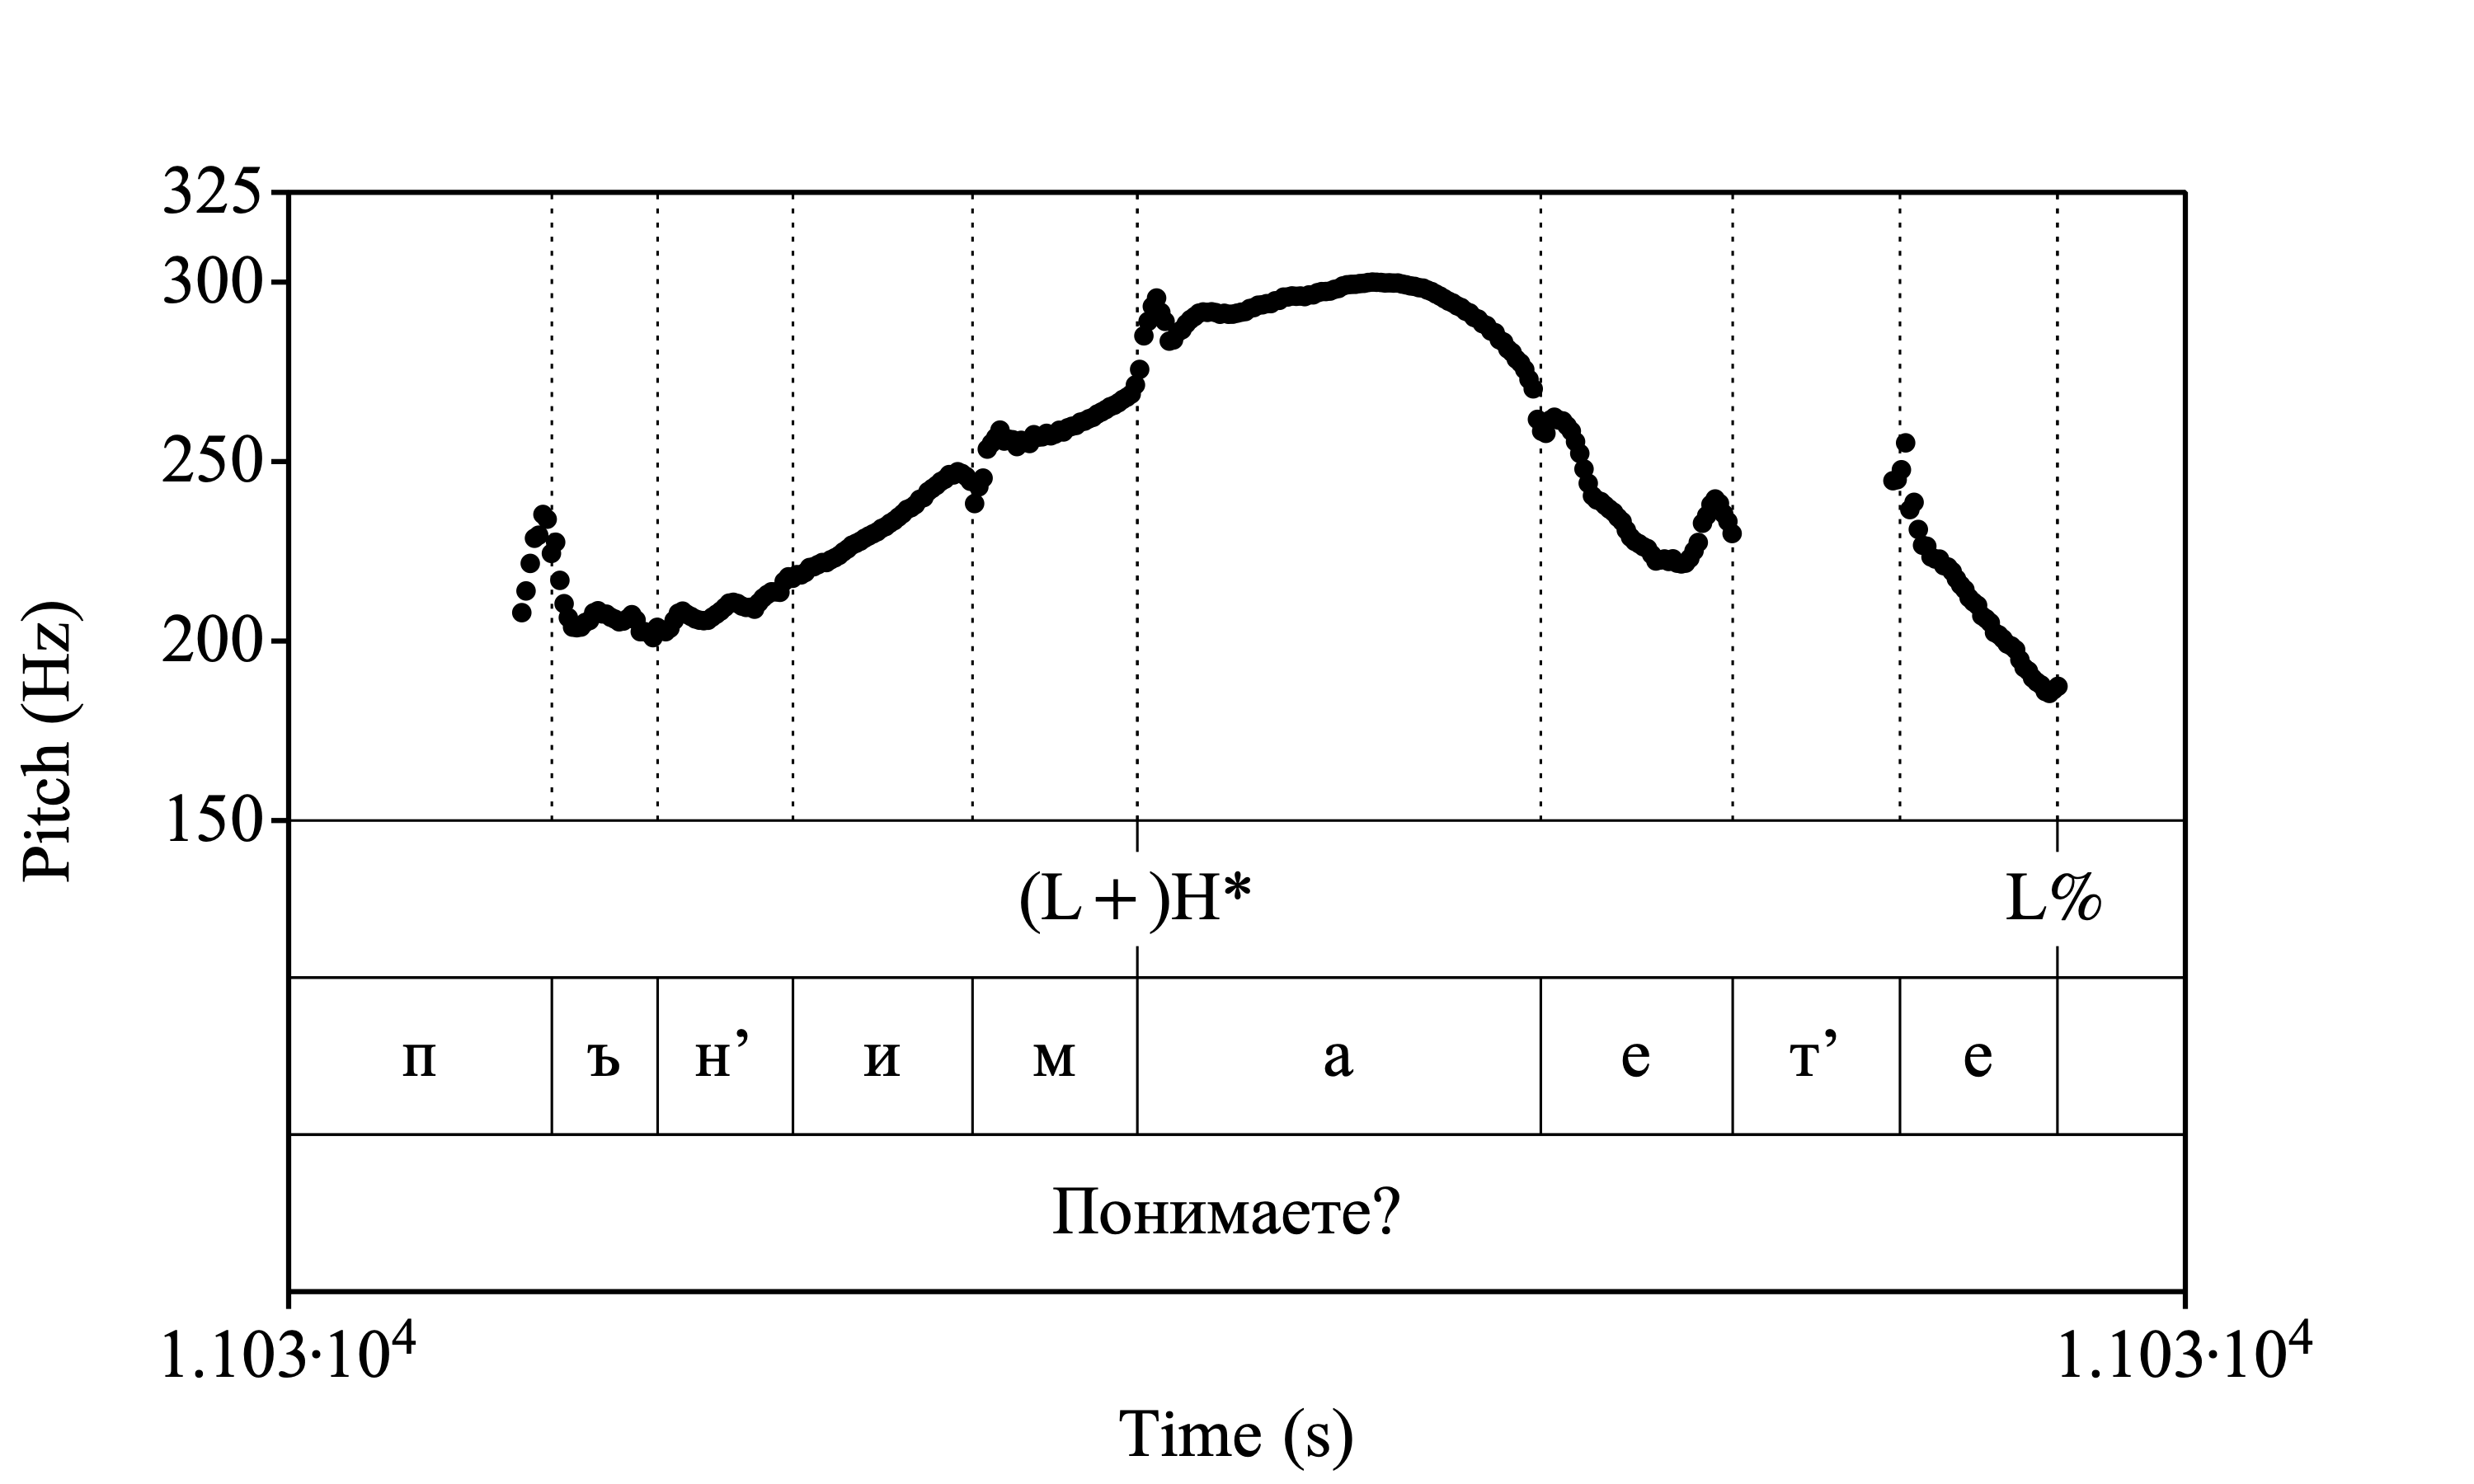 325
300
250
200
150
Pitch (Hz)
(L + )H* L%
п ъ н’ и м а е т’ е
Понимаете?
1.103·10⁴ 1.103·10⁴
Time (s)